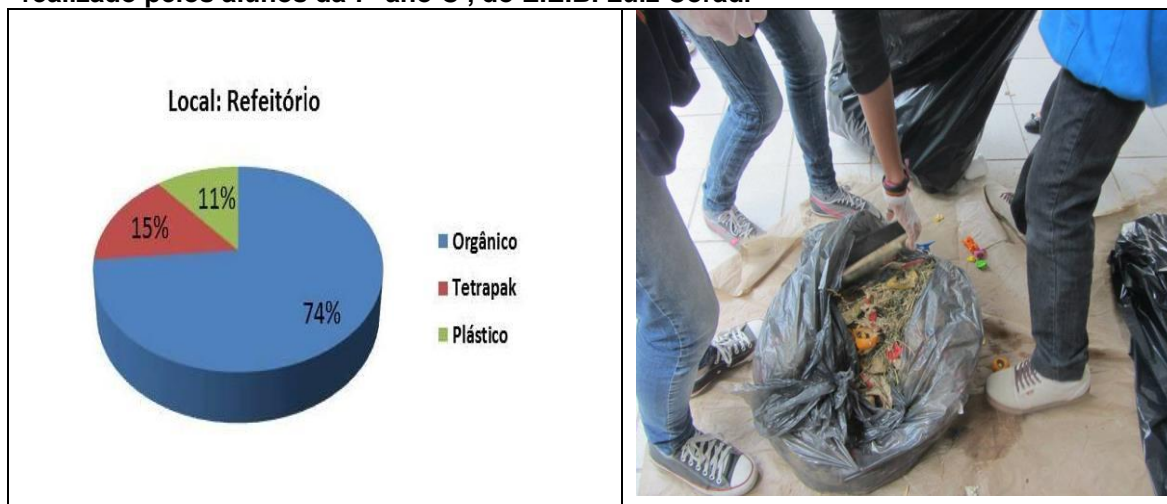 Local: Refeitório
11%
15%
74%
Orgânico
Tetrapak
Plástico